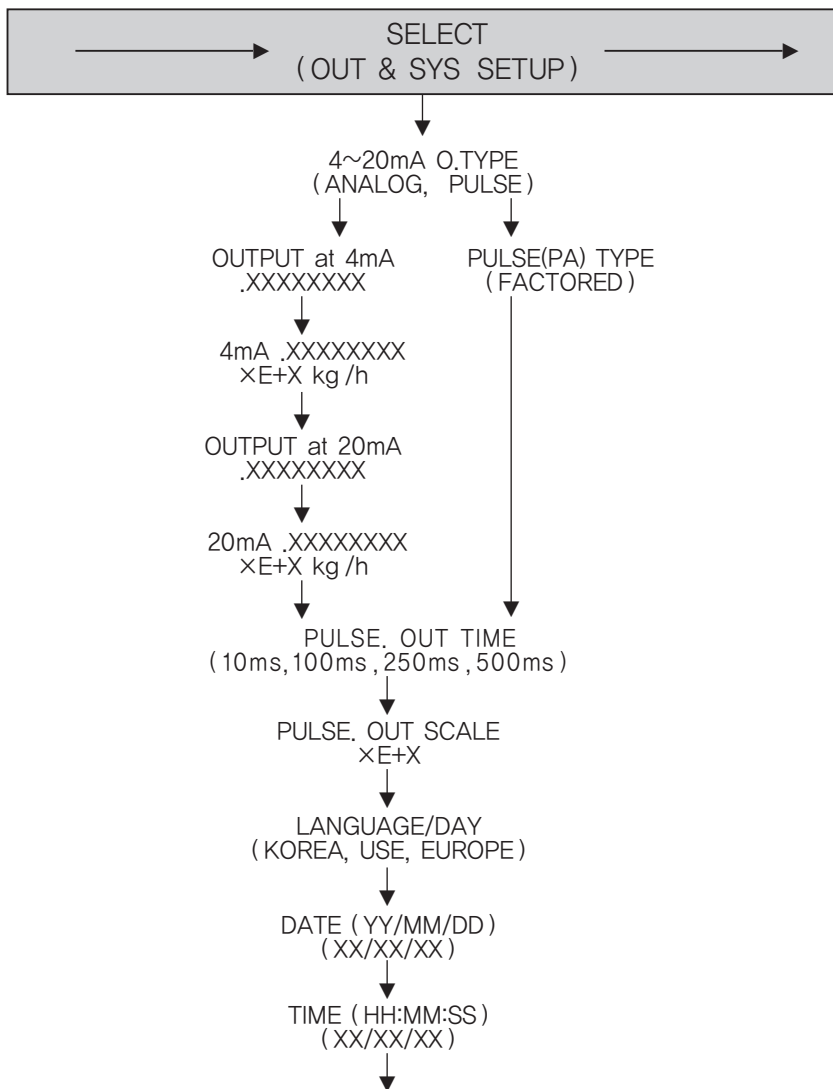 SELECT
(OUT & SYS SETUP)
4~20mA O.TYPE
(ANALOG, PULSE)
OUTPUT at 4mA
.XXXXXXXX
PULSE(PA) TYPE
(FACTORED)
4mA .XXXXXXXX
×E+X kg/h
OUTPUT at 20mA
.XXXXXXXX
20mA .XXXXXXXX
×E+X kg/h
PULSE. OUT TIME
(10ms,100ms,250ms,500ms)
PULSE. OUT SCALE
×E+X
LANGUAGE/DAY
(KOREA, USE, EUROPE)
DATE (YY/MM/DD)
(XX/XX/XX)
TIME (HH:MM:SS)
(XX/XX/XX)